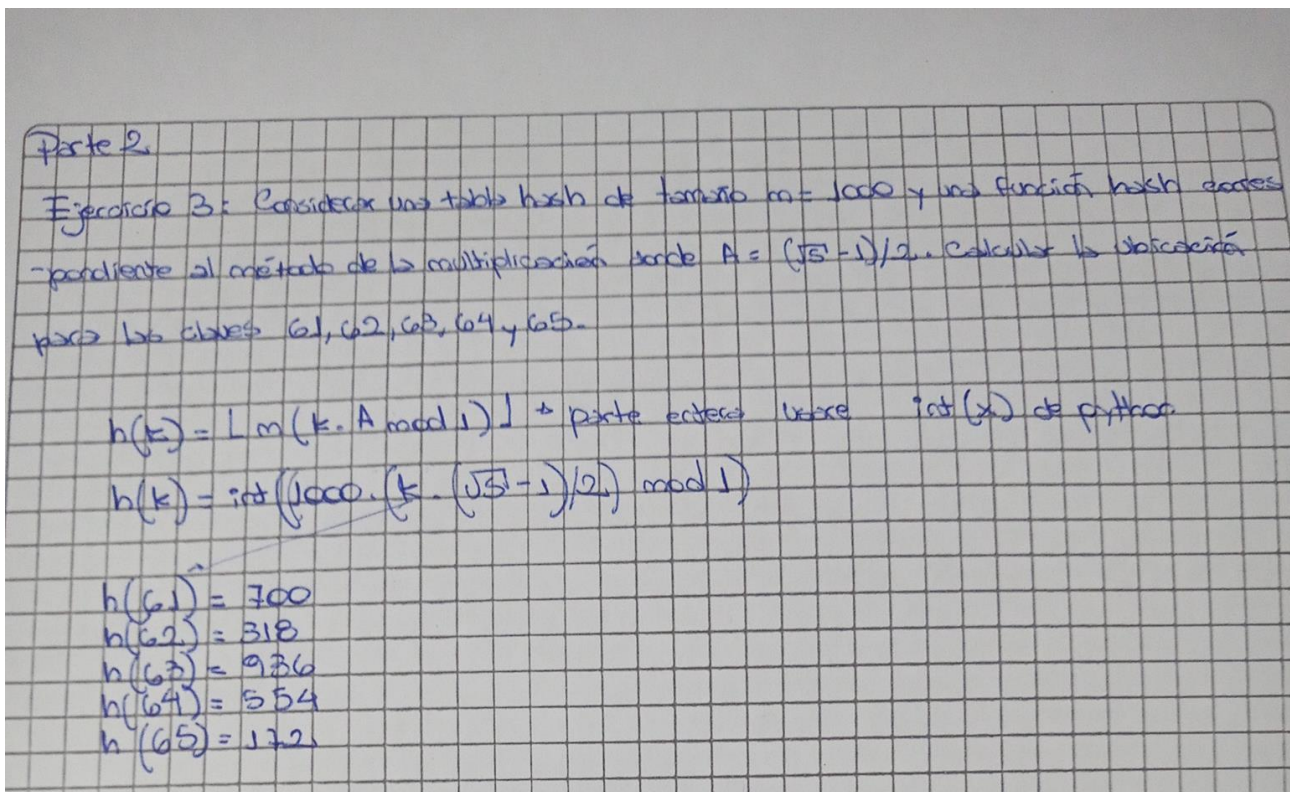 Parte 2
Ejercicio 3: Considerar una tabla hash de tamaño m = 1000 y una función hash corres
-pondiente al método de la multiplicación donde A = (√5 - 1)/2. Calcular la ubicación
para las claves 61, 62, 63, 64 y 65.
h(k) = ⌊m(k. A mod 1)⌋ → parte entera usare int(x) de python
h(k) = int((1000. (k. (√5 - 1)/2) mod 1)
h(61) = 700
h(62) = 318
h(63) = 936
h(64) = 554
h(65) = 172